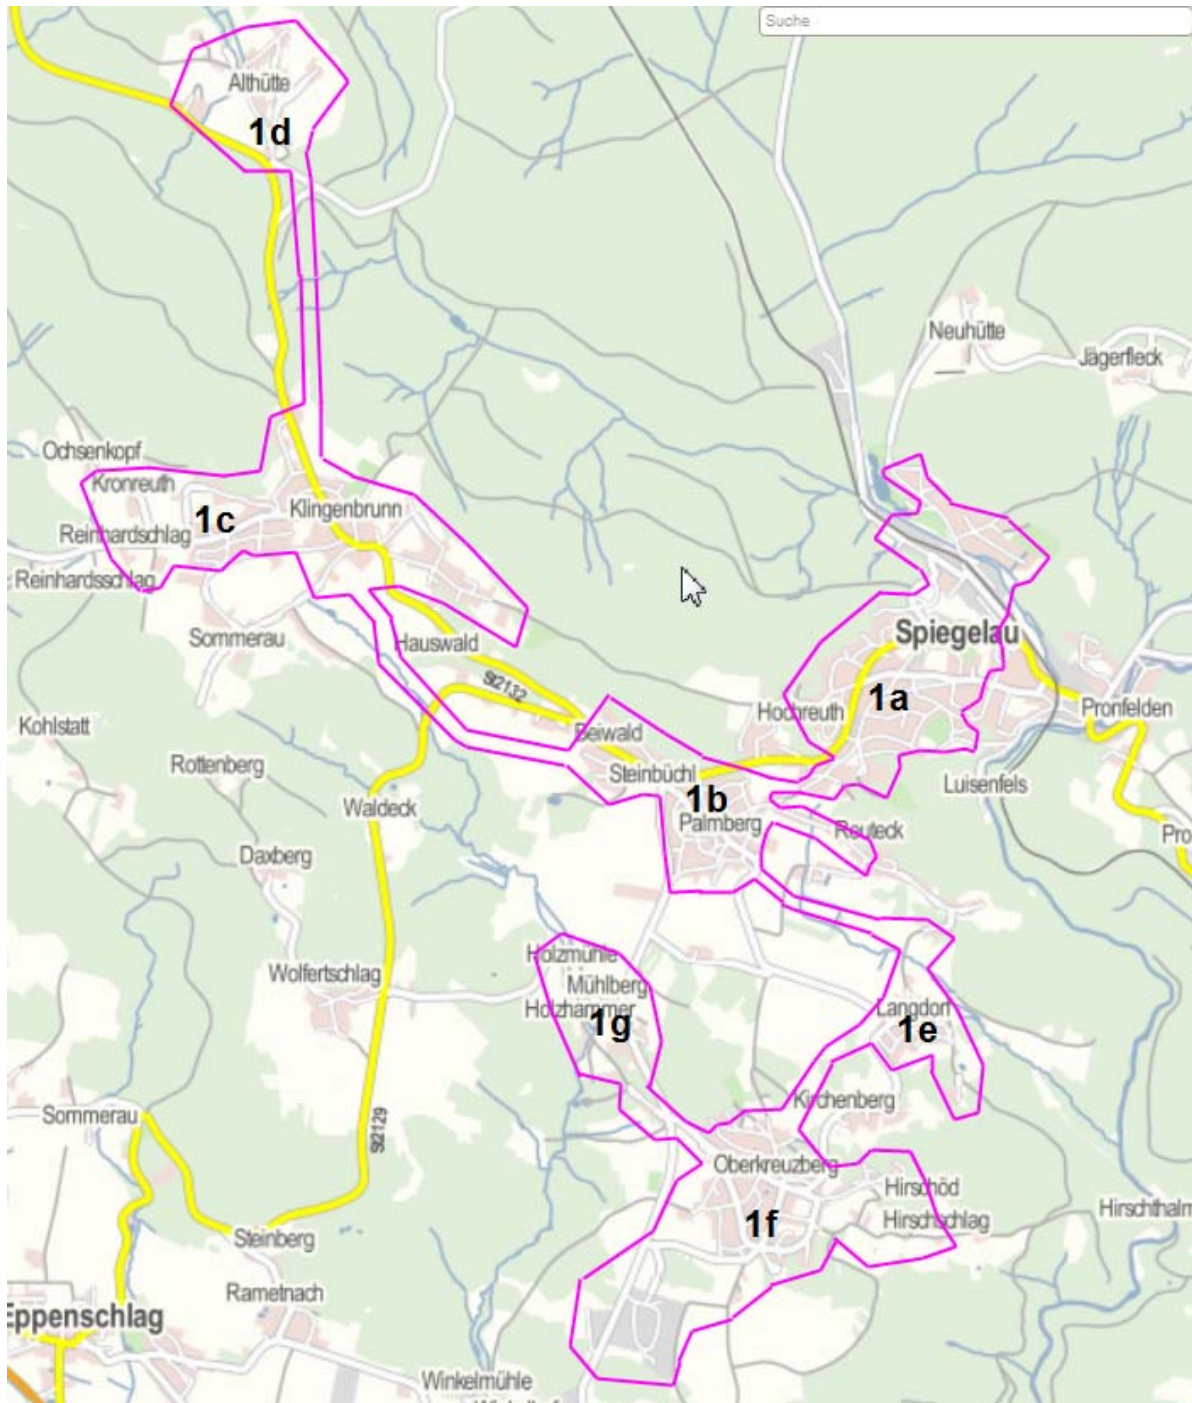 Suche
Althütte
1d
Neuhütte
Jägerfleck
Ochsenkopf
Kronreuth
Klingenbrunn
1c
Reinhardschlag
Reinhardsschlag
Sommerau
Hauswald
Spiegelau
St2132
1a
Hochreuth
Pronfelden
Kohlstatt
Beiwald
Rottenberg
Steinbüchl
Luisenfels
1b
Waldeck
Palmberg
Reuteck
Pro
Daxberg
Holzmühle
Wolfertschlag
Mühlberg
Holzhammer
Langdorf
1g
1e
Kirchenberg
Sommerau
St2129
Oberkreuzberg
Hirschöd
Hirschthalm
Hirschschlag
1f
Steinberg
Rametnach
Eppenschlag
Winkelmühle